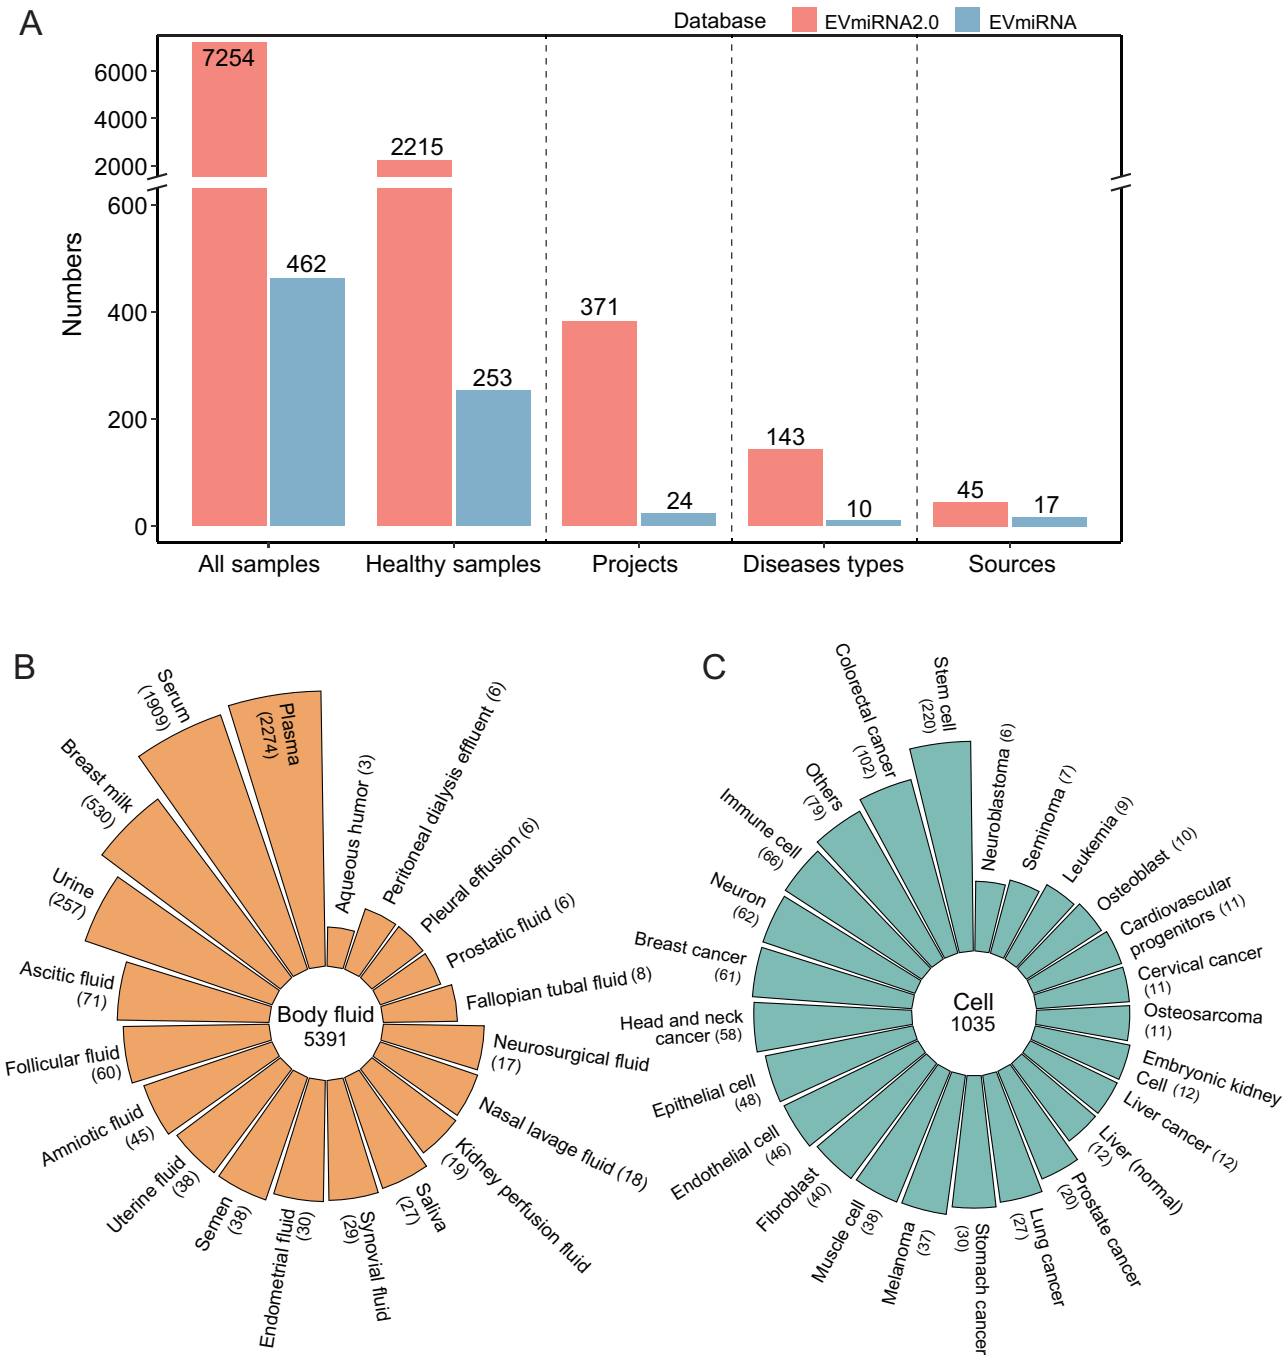 A
Database
EVmiRNA2.0
EVmiRNA
Numbers
6000
4000
2000
600
400
200
0
7254
462
2215
253
371
24
143
10
45
17
All samples
Healthy samples
Projects
Diseases types
Sources
B
Plasma
(2274)
Serum
(1909)
Breast milk
(530)
Urine
(257)
Ascitic fluid
(71)
Follicular fluid
(60)
Amniotic fluid
(45)
Uterine fluid
(38)
Semen
(38)
Endometrial fluid
(30)
Synovial fluid
(29)
Saliva
(27)
Kidney perfusion fluid
(19)
Nasal lavage fluid (18)
Neurosurgical fluid
(17)
Fallopian tubal fluid (8)
Prostatic fluid (6)
Pleural effusion (6)
Peritoneal dialysis effluent (6)
Aqueous humor (3)
Body fluid
5391
C
Stem cell
(220)
Colorectal cancer
(102)
Others
(79)
Immune cell
(66)
Neuron
(62)
Breast cancer
(61)
Head and neck
cancer (58)
Epithelial cell
(48)
Endothelial cell
(46)
Fibroblast
(40)
Muscle cell
(38)
Melanoma
(37)
Stomach cancer
(30)
Lung cancer
(27)
Prostate cancer
(20)
Liver (normal)
(12)
Liver cancer (12)
Embryonic kidney
Cell (12)
Osteosarcoma
(11)
Cervical cancer
(11)
Cardiovascular
progenitors (11)
Osteoblast (10)
Leukemia (9)
Seminoma (7)
Neuroblastoma (6)
Cell
1035